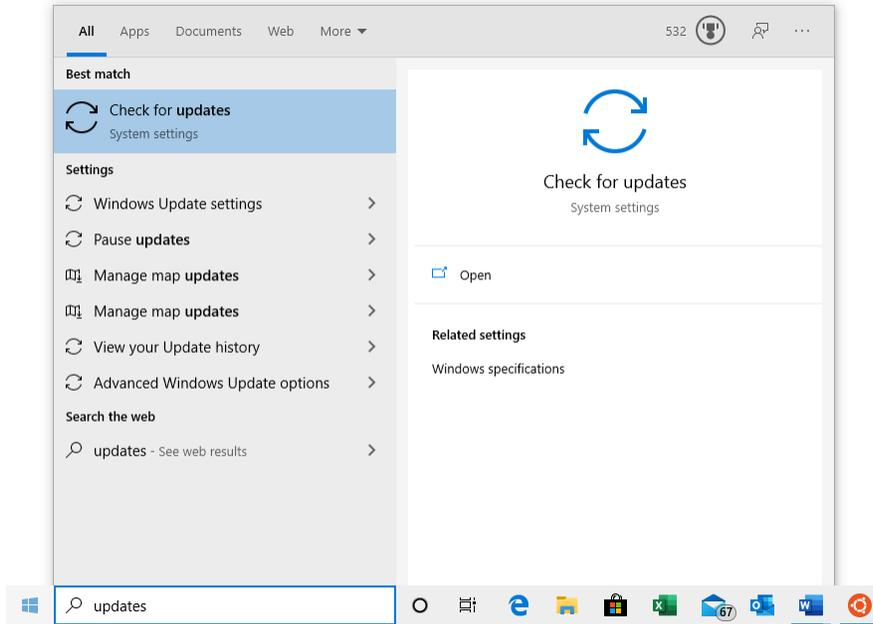 All Apps Documents Web More 532 ...
Best match
Check for updates
System settings
Settings
Windows Update settings
Pause updates
Manage map updates
Manage map updates
View your Update history
Advanced Windows Update options
Search the web
updates - See web results
Check for updates
System settings
Open
Related settings
Windows specifications
updates
67